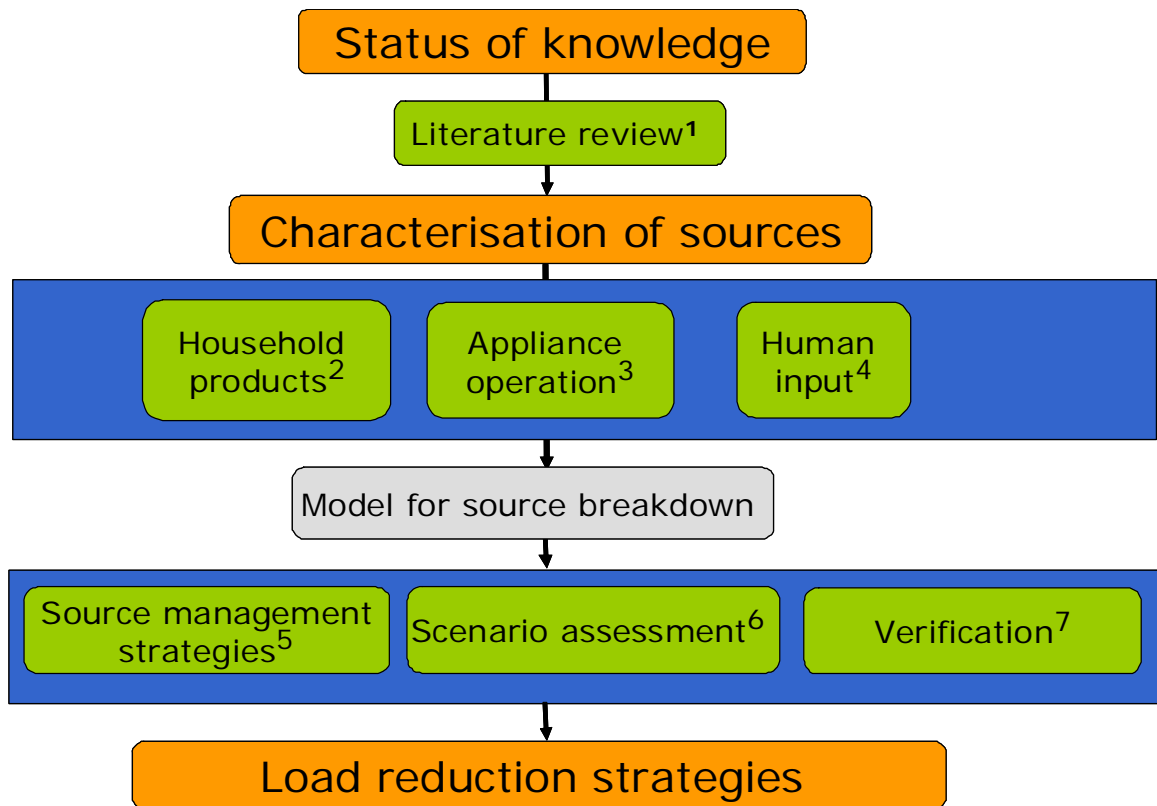 Status of knowledge
Literature review¹
Characterisation of sources
Household
products²
Appliance
operation³
Human
input⁴
Model for source breakdown
Source management
strategies⁵
Scenario assessment⁶
Verification⁷
Load reduction strategies